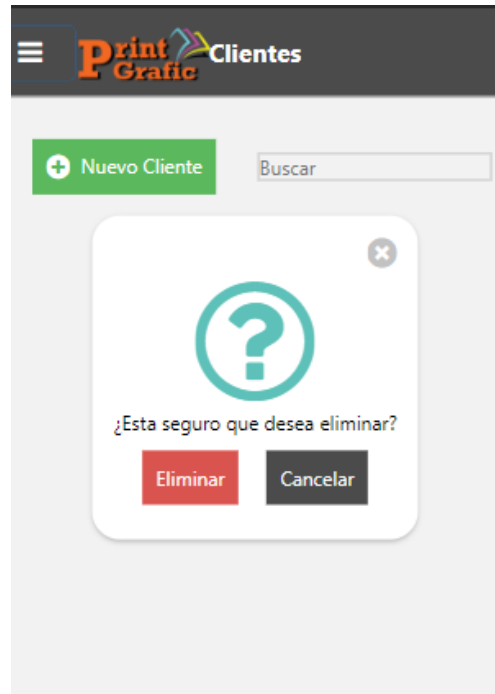 Print Grafic
Clientes
Nuevo Cliente
Buscar
?
¿Esta seguro que desea eliminar?
Eliminar
Cancelar